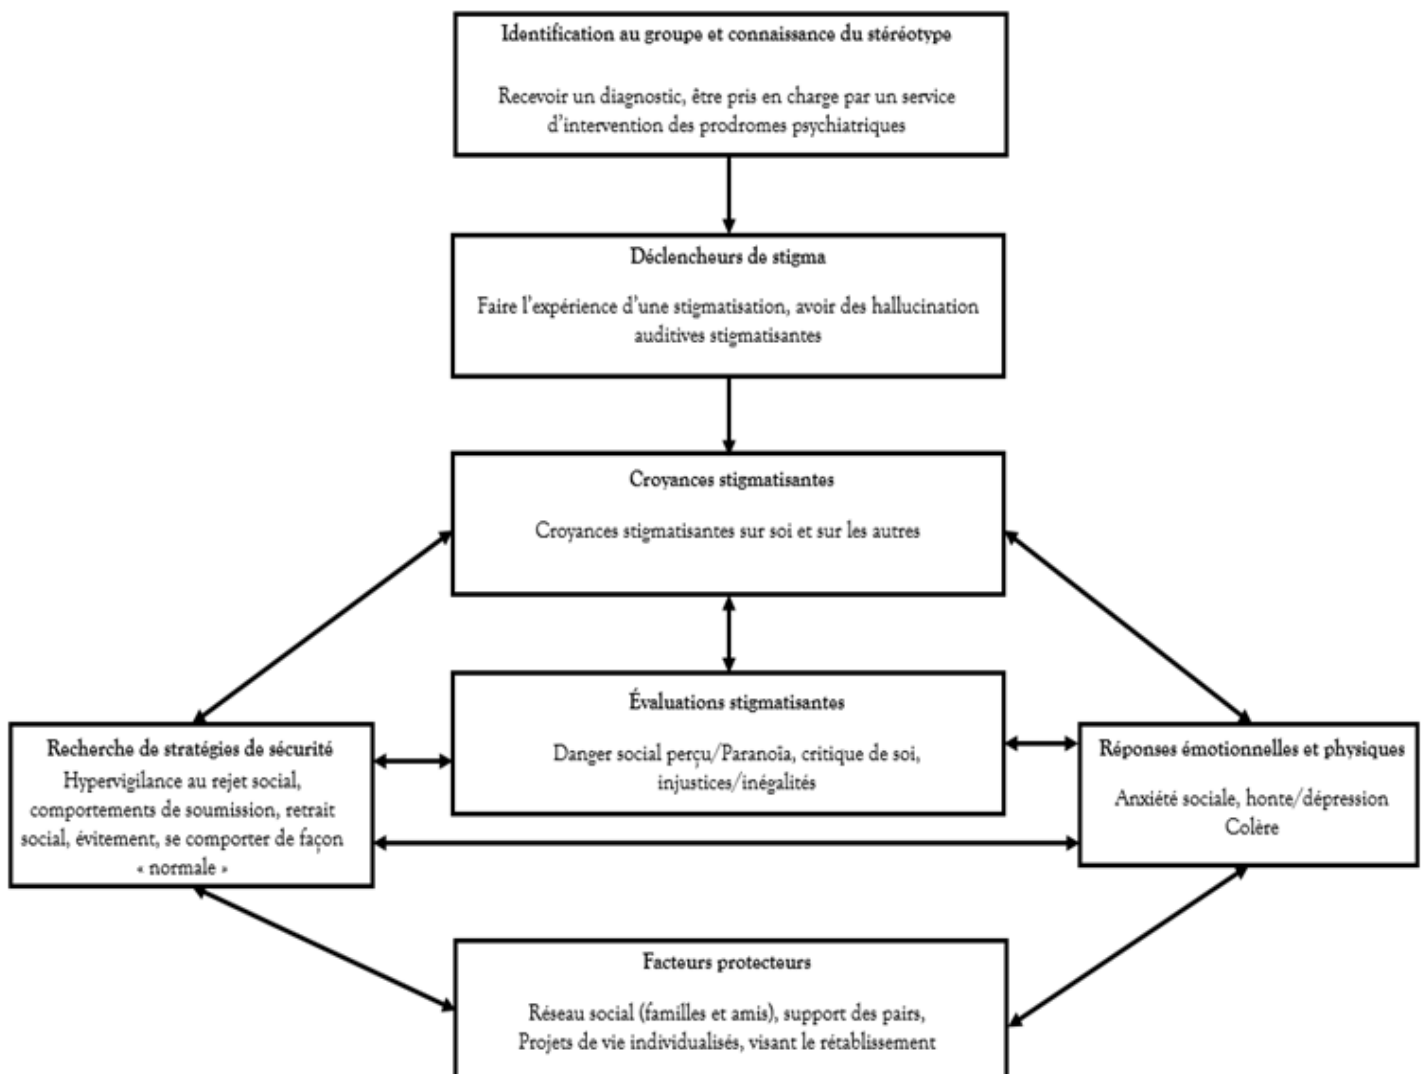 Identification au groupe et connaissance du stéréotype
Recevoir un diagnostic, être pris en charge par un service
d'intervention des prodromes psychiatriques
Déclencheurs de stigma
Faire l'expérience d'une stigmatisation, avoir des hallucination
auditives stigmatisantes
Croyances stigmatisantes
Croyances stigmatisantes sur soi et sur les autres
Évaluations stigmatisantes
Danger social perçu/Paranoïa, critique de soi,
injustices/inégalités
Recherche de stratégies de sécurité
Hypervigilance au rejet social,
comportements de soumission, retrait
social, évitement, se comporter de façon
« normale »
Réponses émotionnelles et physiques
Anxiété sociale, honte/dépression
Colère
Facteurs protecteurs
Réseau social (familles et amis), support des pairs,
Projets de vie individualisés, visant le rétablissement